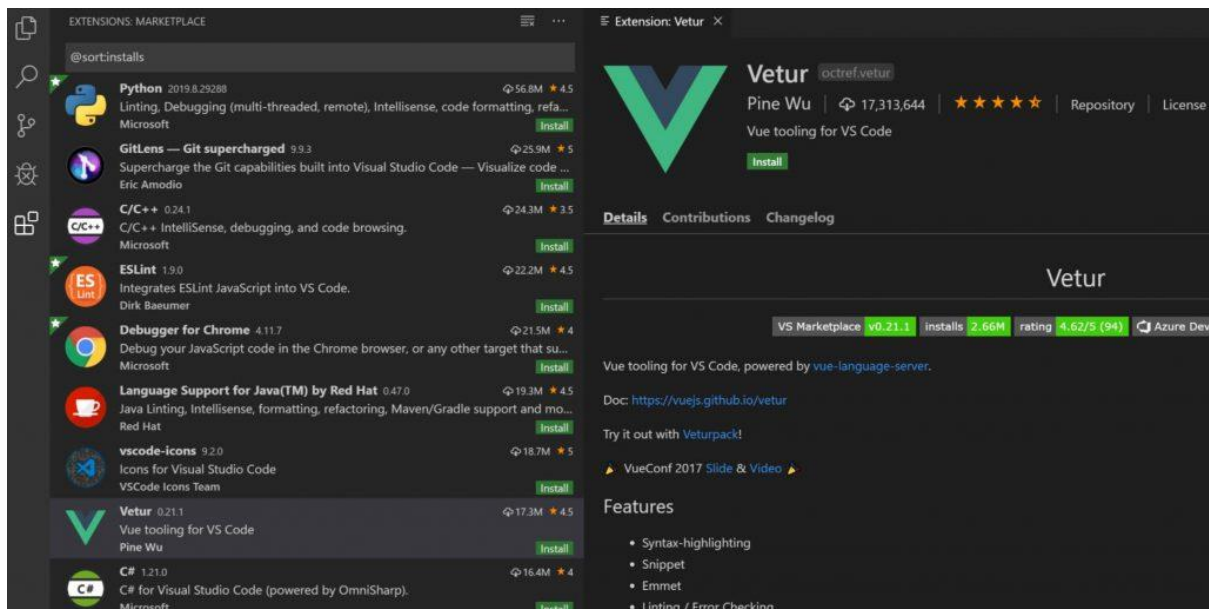 EXTENSIONS: MARKETPLACE
@sort:installs
Python 2019.8.29288 56.8M ★ 4.5
Linting, Debugging (multi-threaded, remote), Intellisense, code formatting, refa...
Microsoft Install
GitLens — Git supercharged 9.9.3 25.9M ★ 5
Supercharge the Git capabilities built into Visual Studio Code — Visualize code ...
Eric Amodio Install
C/C++ C/C++ 0.24.1 24.3M ★ 3.5
C/C++ IntelliSense, debugging, and code browsing.
Microsoft Install
ES Lint ESLint 1.9.0 22.2M ★ 4.5
Integrates ESLint JavaScript into VS Code.
Dirk Baeumer Install
Debugger for Chrome 4.11.7 21.5M ★ 4
Debug your JavaScript code in the Chrome browser, or any other target that su...
Microsoft Install
Language Support for Java(TM) by Red Hat 0.47.0 19.3M ★ 4.5
Java Linting, Intellisense, formatting, refactoring, Maven/Gradle support and mo...
Red Hat Install
vscode-icons 9.2.0 18.7M ★ 5
Icons for Visual Studio Code
VSCode Icons Team Install
Vetur 0.21.1 17.3M ★ 4.5
Vue tooling for VS Code
Pine Wu Install
C# C# 1.21.0 16.4M ★ 4
C# for Visual Studio Code (powered by OmniSharp).
Microsoft Install
Extension: Vetur ×
Vetur octref.vetur
Pine Wu | 17,313,644 | ★★★★★ | Repository | License
Vue tooling for VS Code
Install
Details Contributions Changelog
Vetur
VS Marketplace v0.21.1 installs 2.66M rating 4.62/5 (94) Azure Dev
Vue tooling for VS Code, powered by vue-language-server.
Doc: https://vuejs.github.io/vetur
Try it out with Veturpack!
VueConf 2017 Slide & Video
Features
• Syntax-highlighting
• Snippet
• Emmet
• Linting / Error Checking